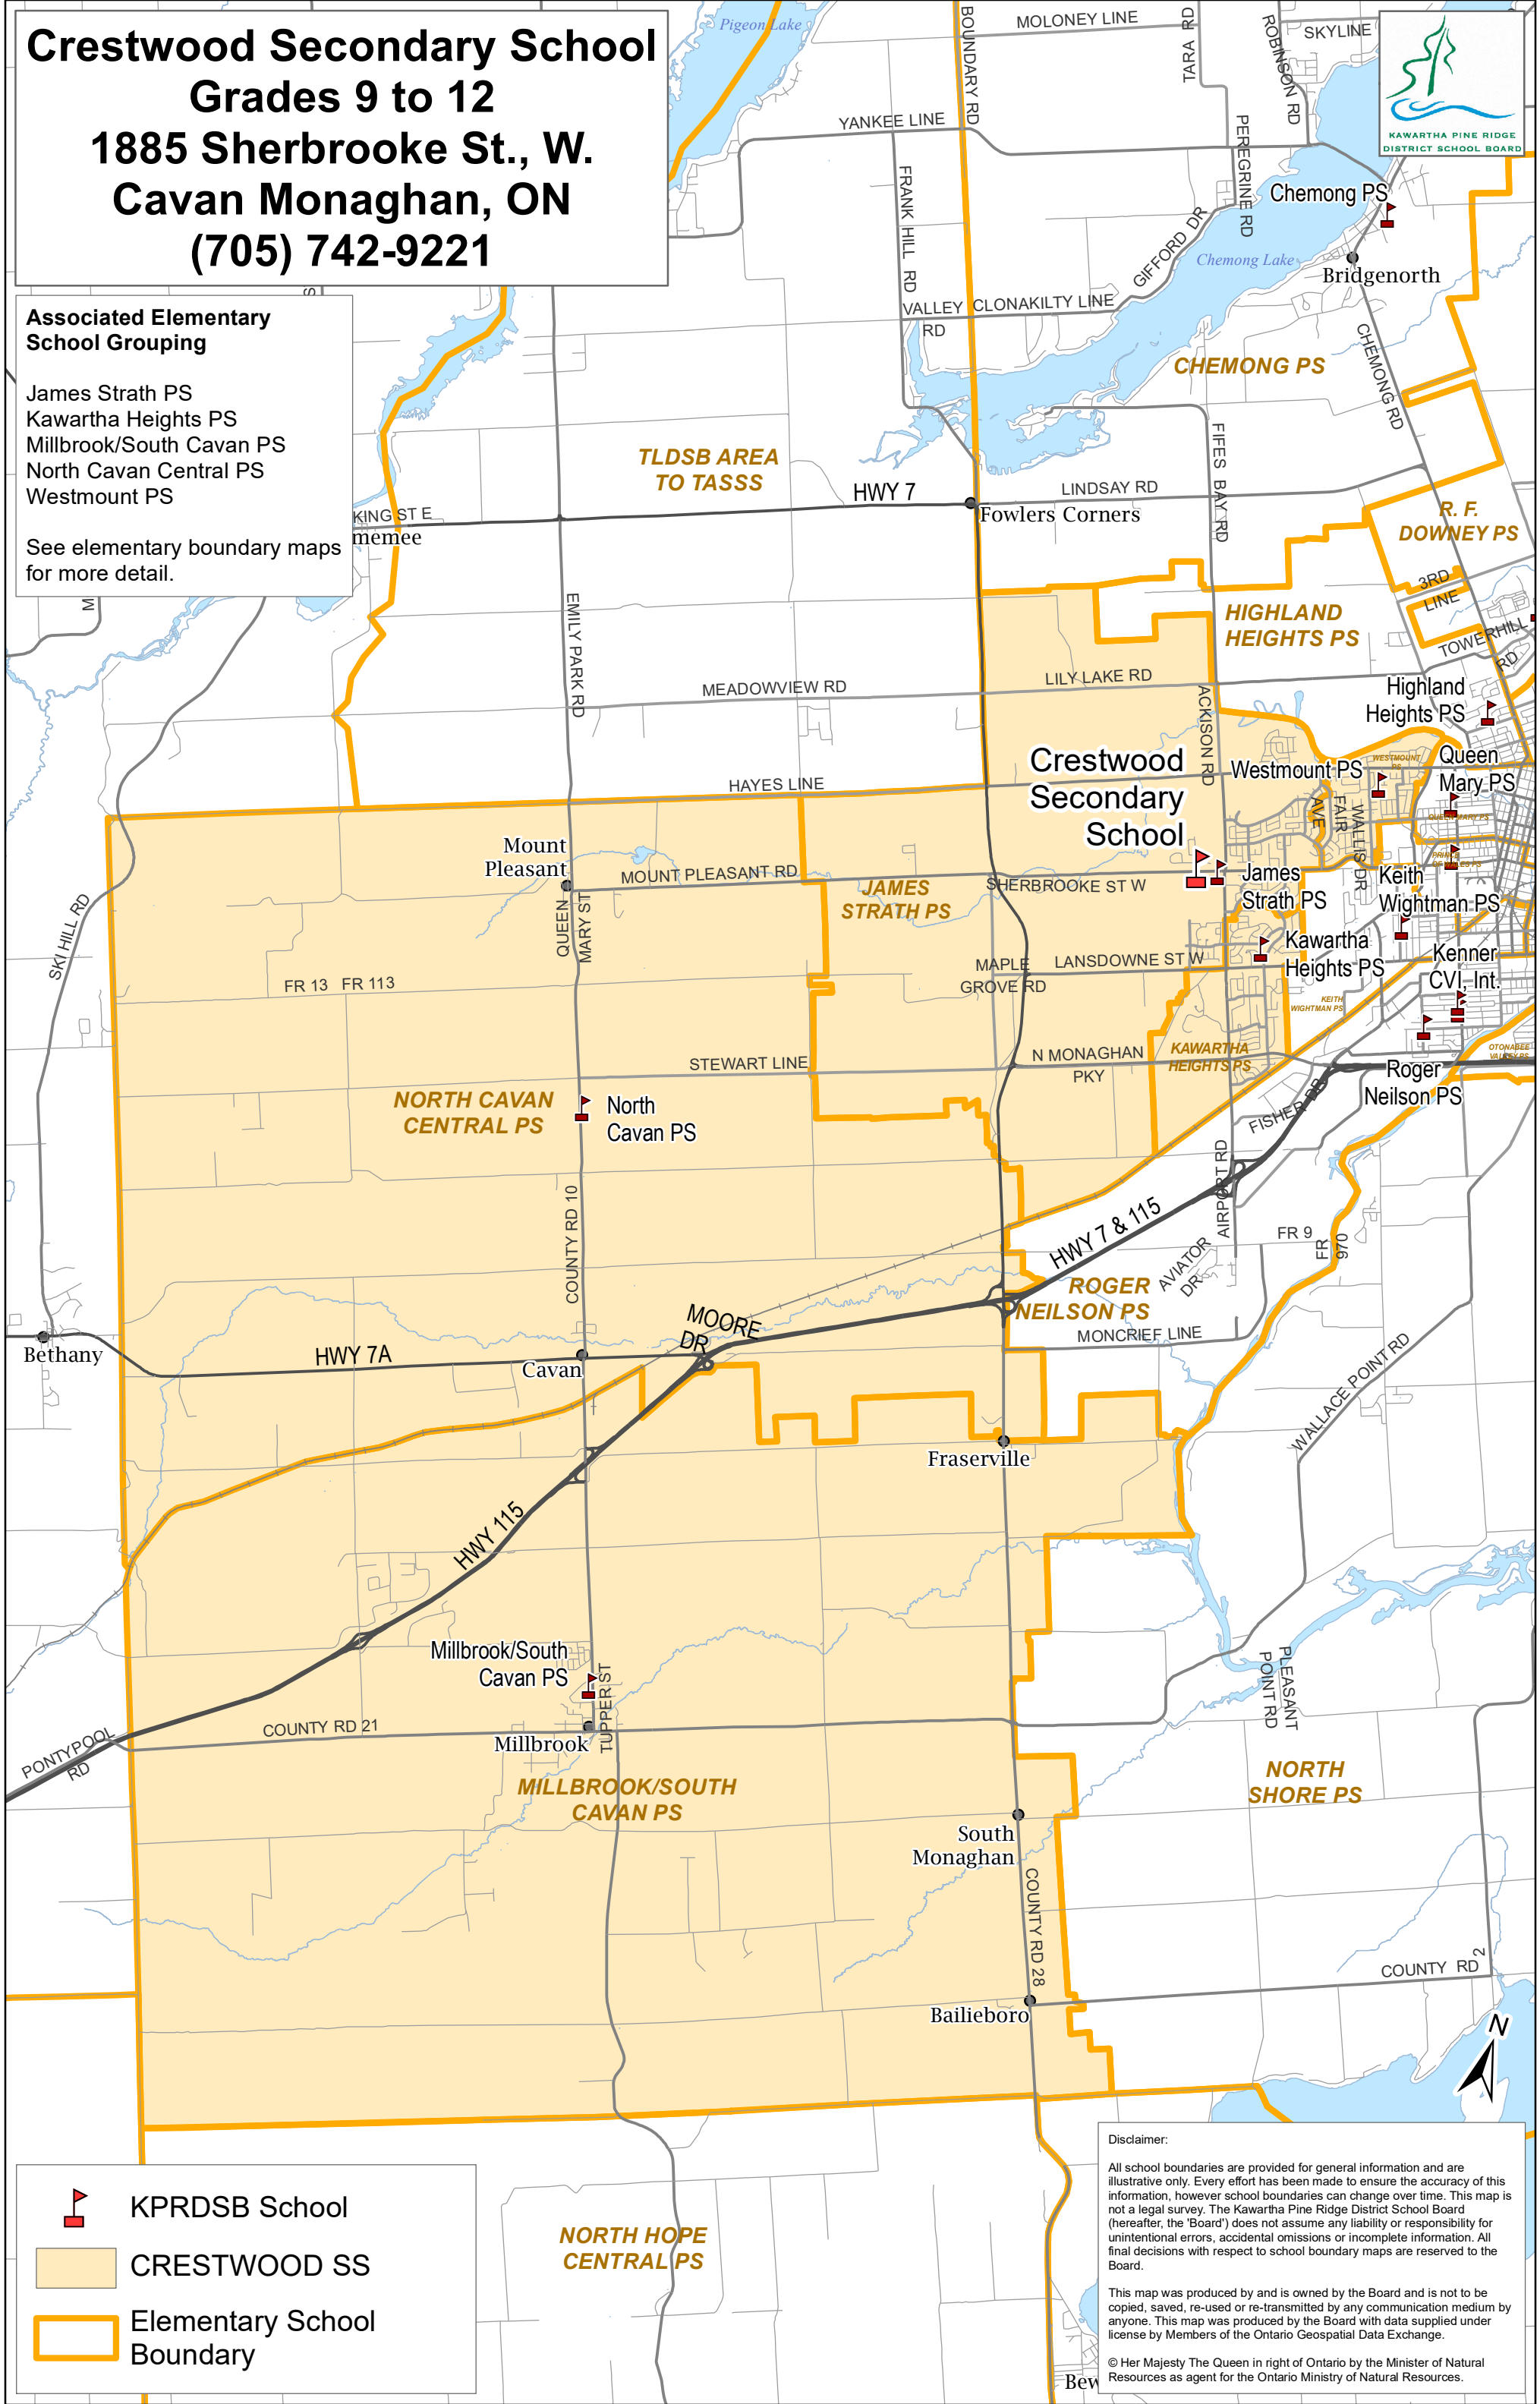 Crestwood Secondary School
Grades 9 to 12
1885 Sherbrooke St., W.
Cavan Monaghan, ON
(705) 742-9221
Associated Elementary
School Grouping
James Strath PS
Kawartha Heights PS
Millbrook/South Cavan PS
North Cavan Central PS
Westmount PS
See elementary boundary maps
for more detail.
KAWARTHA PINE RIDGE
DISTRICT SCHOOL BOARD
Pigeon Lake
BOUNDARY RD
MOLONEY LINE
TARA RD
ROBINSON RD
SKYLINE
YANKEE LINE
FRANK HILL RD
PEREGRINE RD
Chemong PS
GIFFORD DR
Chemong Lake
Bridgenorth
VALLEY
RD
CLONAKILTY LINE
CHEMONG PS
CHEMONG RD
TLDSB AREA
TO TASSS
HWY 7
LINDSAY RD
FIFES BAY RD
Fowlers Corners
KING ST E
memee
R. F.
DOWNEY PS
3RD
LINE
TOWERHILL
RD
EMILY PARK RD
HIGHLAND
HEIGHTS PS
MEADOWVIEW RD
LILY LAKE RD
ACKISON RD
Highland
Heights PS
HAYES LINE
Crestwood
Secondary
School
Westmount PS
WESTMOUNT
PS
Queen
Mary PS
QUEEN MARY PS
AVE
FAIR
WALLIS DR
Mount
Pleasant
MOUNT PLEASANT RD
JAMES
STRATH PS
SHERBROOKE ST W
James
Strath PS
Keith
Wightman PS
QUEEN
MARY ST
SKI HILL RD
FR 13
FR 113
MAPLE
GROVE RD
LANSDOWNE ST W
Kawartha
Heights PS
Kenner
CVI, Int.
KEITH
WIGHTMAN PS
STEWART LINE
N MONAGHAN
PKY
KAWARTHA
HEIGHTS PS
Roger
Neilson PS
NORTH CAVAN
CENTRAL PS
North
Cavan PS
FISHER DR
COUNTY RD 10
AIRPORT RD
HWY 7 & 115
FR 9
FR
970
AVIATOR
DR
ROGER
NEILSON PS
MONCRIEF LINE
MOORE
DR
Bethany
HWY 7A
Cavan
WALLACE POINT RD
Fraserville
HWY 115
Millbrook/South
Cavan PS
TUPPER ST
PLEASANT
POINT RD
PONTYPOOL
RD
COUNTY RD 21
Millbrook
MILLBROOK/SOUTH
CAVAN PS
NORTH
SHORE PS
South
Monaghan
COUNTY RD 28
COUNTY RD 2
Bailieboro
N
NORTH HOPE
CENTRAL PS
Bew
KPRDSB School
CRESTWOOD SS
Elementary School
Boundary
Disclaimer:
All school boundaries are provided for general information and are
illustrative only. Every effort has been made to ensure the accuracy of this
information, however school boundaries can change over time. This map is
not a legal survey. The Kawartha Pine Ridge District School Board
(hereafter, the 'Board') does not assume any liability or responsibility for
unintentional errors, accidental omissions or incomplete information. All
final decisions with respect to school boundary maps are reserved to the
Board.
This map was produced by and is owned by the Board and is not to be
copied, saved, re-used or re-transmitted by any communication medium by
anyone. This map was produced by the Board with data supplied under
license by Members of the Ontario Geospatial Data Exchange.
© Her Majesty The Queen in right of Ontario by the Minister of Natural
Resources as agent for the Ontario Ministry of Natural Resources.